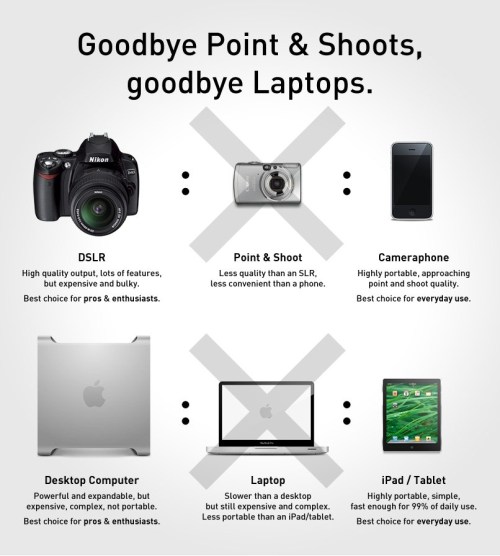 Goodbye Point & Shoots,
goodbye Laptops.
Nikon
:
:
DSLR
High quality output, lots of features,
but expensive and bulky.
Best choice for pros & enthusiasts.
Point & Shoot
Less quality than an SLR,
less convenient than a phone.
Cameraphone
Highly portable, approaching
point and shoot quality.
Best choice for everyday use.
:
:
Desktop Computer
Powerful and expandable, but
expensive, complex, not portable.
Best choice for pros & enthusiasts.
Laptop
Slower than a desktop
but still expensive and complex.
Less portable than an iPad/tablet.
iPad / Tablet
Highly portable, simple,
fast enough for 99% of daily use.
Best choice for everyday use.